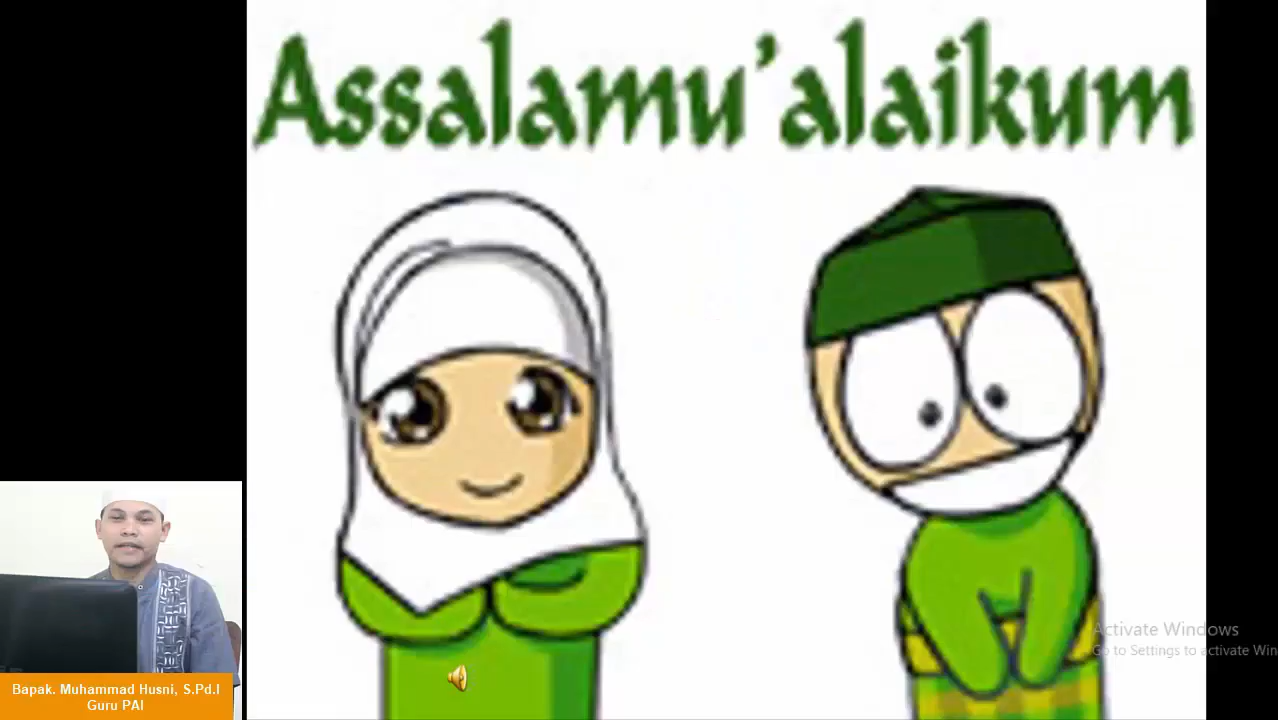 Assalamu'alaikum
Activate Windows
Go to Settings to activate Win
Bapak. Muhammad Husni, S.Pd.I
Guru PAI